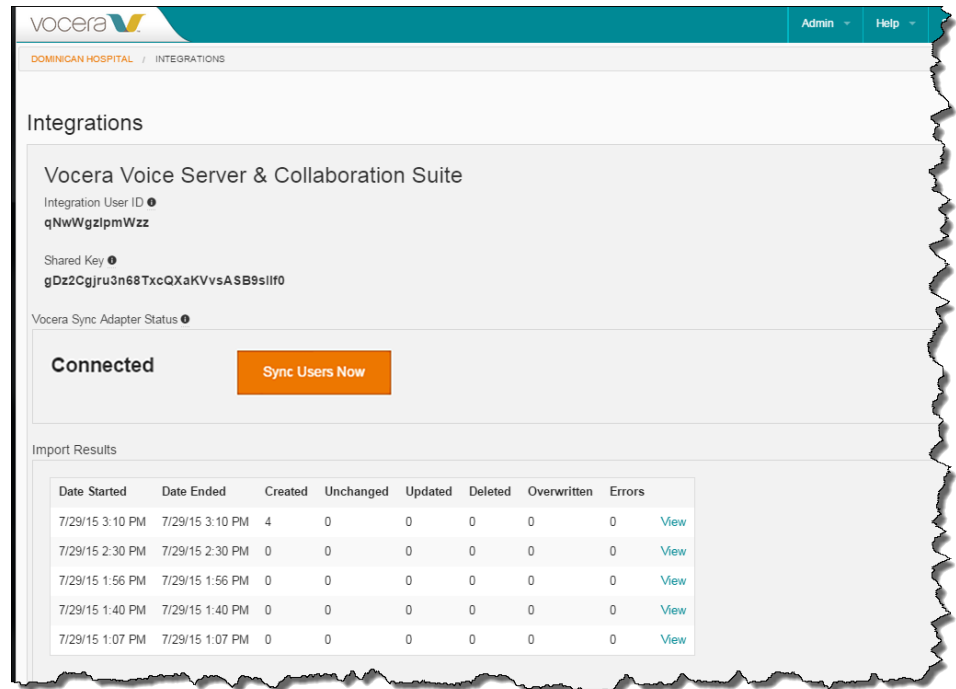 vocera
Admin Help
DOMINICAN HOSPITAL / INTEGRATIONS
Integrations
Vocera Voice Server & Collaboration Suite
Integration User ID
qNwWgzIpmWzz
Shared Key
gDz2Cgjru3n68TxcQXaKVvsASB9sIlf0
Vocera Sync Adapter Status
Connected Sync Users Now
Import Results
Date Started Date Ended Created Unchanged Updated Deleted Overwritten Errors
7/29/15 3:10 PM 7/29/15 3:10 PM 4 0 0 0 0 0 View
7/29/15 2:30 PM 7/29/15 2:30 PM 0 0 0 0 0 0 View
7/29/15 1:56 PM 7/29/15 1:56 PM 0 0 0 0 0 0 View
7/29/15 1:40 PM 7/29/15 1:40 PM 0 0 0 0 0 0 View
7/29/15 1:07 PM 7/29/15 1:07 PM 0 0 0 0 0 0 View